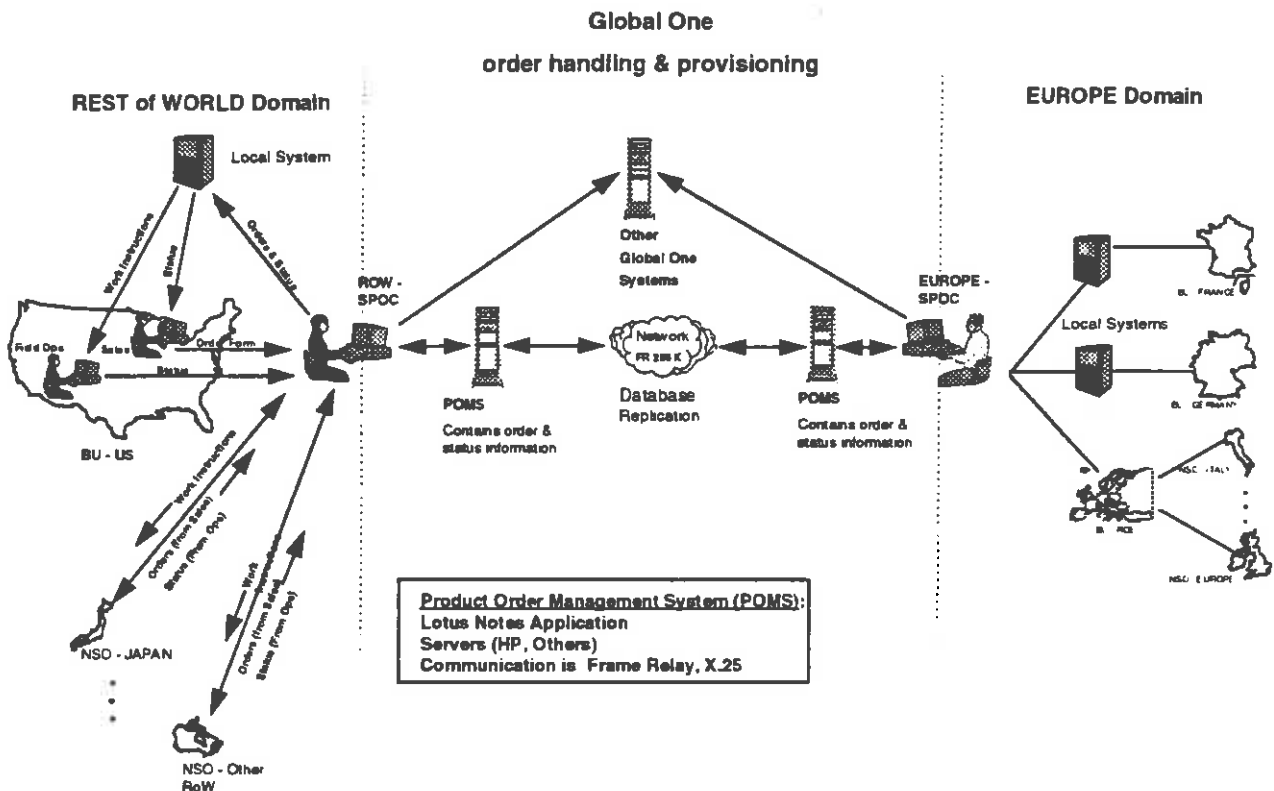 Global One
order handling & provisioning
REST of WORLD Domain
EUROPE Domain
Local System
Work Instructions
Status
Orders & Status
Other
Global One
Systems
ROW -
SPOC
EUROPE -
SPOC
Field Ops
Sales
Order Form
Status
BU - US
Network
Database
Replication
POMS
Contains order &
status information
POMS
Contains order &
status information
Local Systems
FRANCE
GERMANY
NSO - ITALY
NSO - EUROPE
Work Instructions
Orders (from Sales)
Status (From Ops)
Work
Orders (from Sales)
Status (From Ops)
NSO - JAPAN
NSO - Other
RoW
Product Order Management System (POMS):
Lotus Notes Application
Servers (HP, Others)
Communication is Frame Relay, X.25